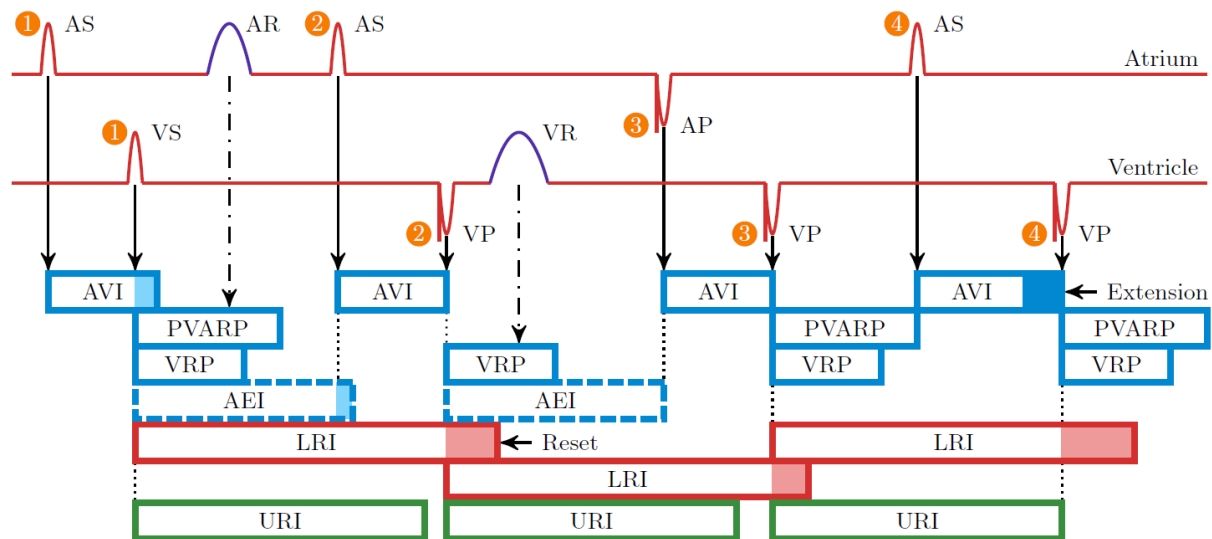 1 AS AR 2 AS 4 AS
Atrium
1 VS 3 AP VR
Ventricle
2 VP 3 VP 4 VP
AVI AVI AVI AVI Extension
PVARP PVARP PVARP
VRP VRP VRP VRP
AEI AEI
LRI Reset LRI
LRI
URI URI URI